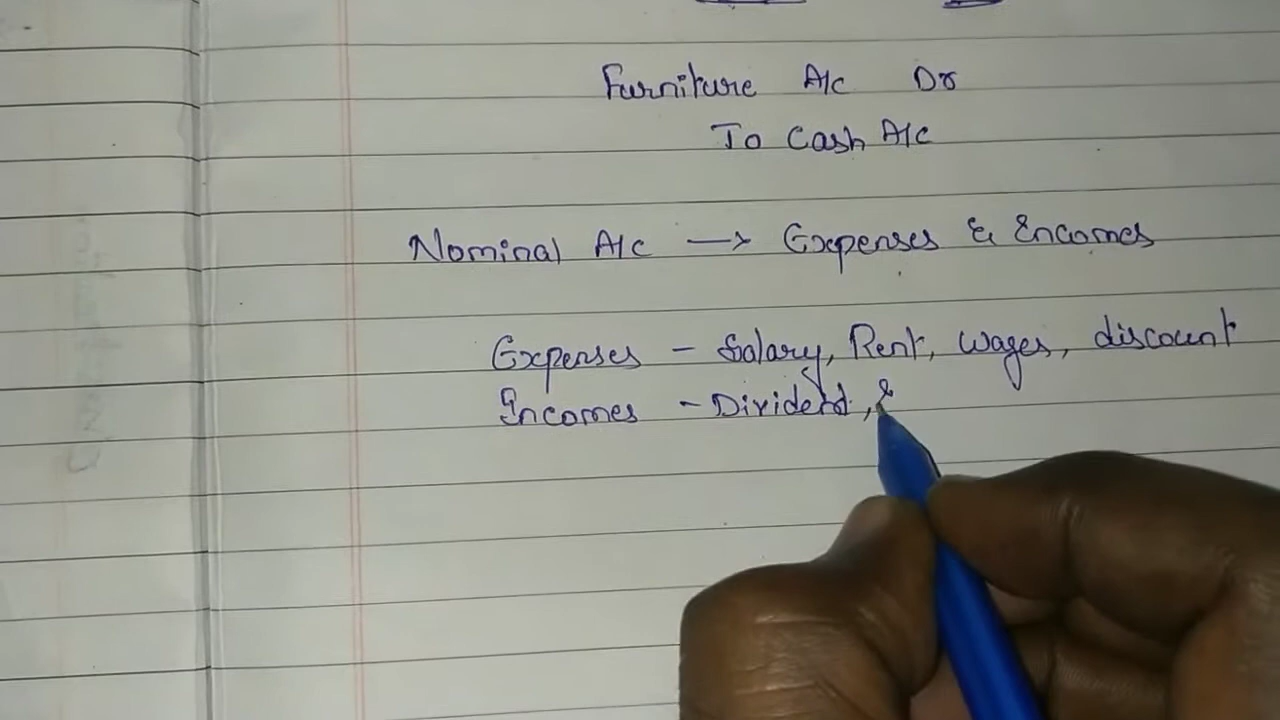 Furniture A/c Dr
To Cash A/c
Nominal A/c → Expenses & Incomes
Expenses - Salary, Rent, Wages, discount
Incomes - Dividend,